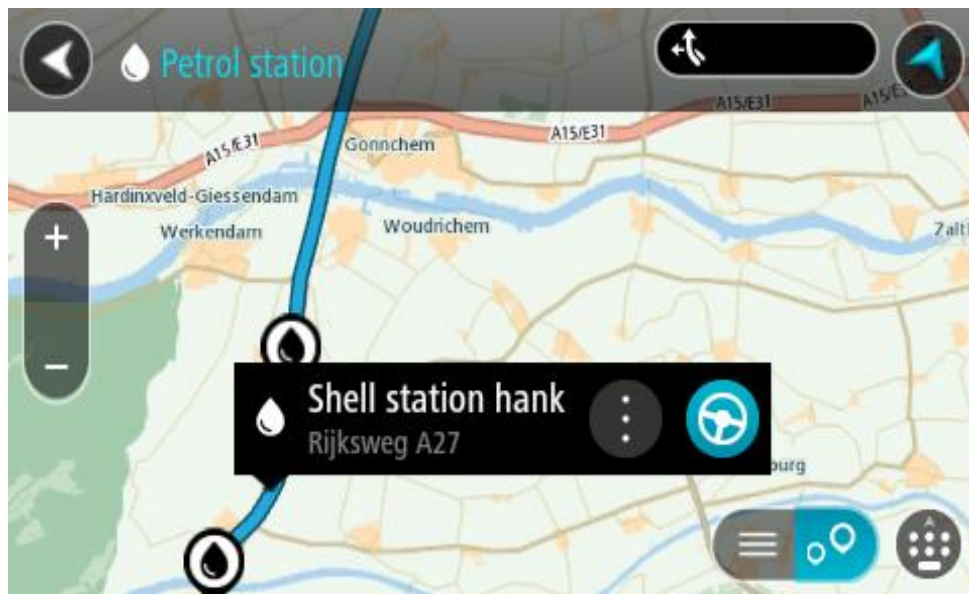 Petrol station
A15/E31
A15/E31
A15/E31
A15/E31
Gonnchem
Hardinxveld-Giessendam
Werkendam
Woudrichem
Zalt
+
−
Shell station hank
Rijksweg A27
burg
A